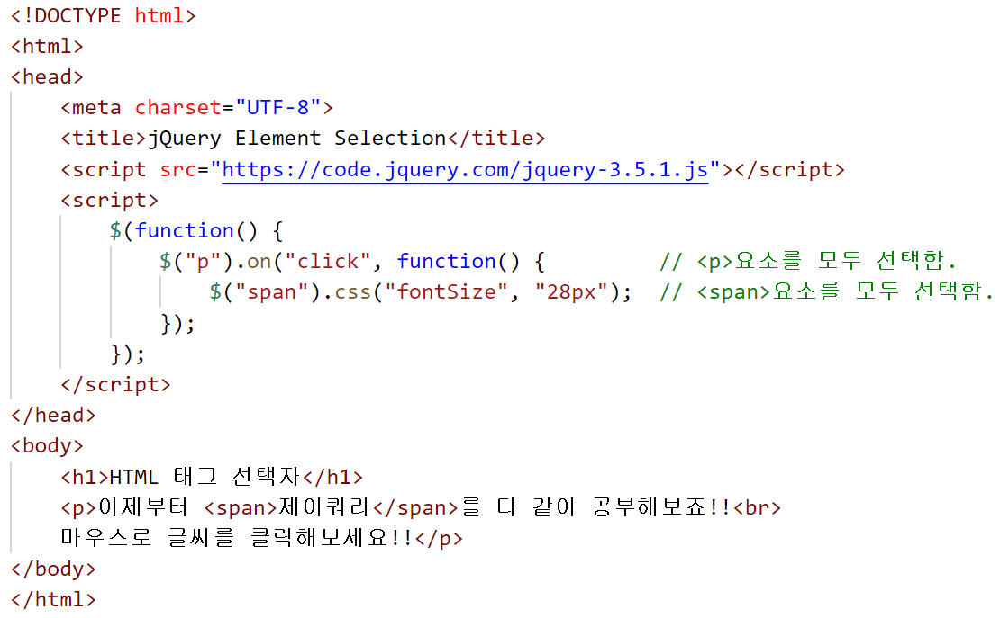 <!DOCTYPE html>
<html>
<head>
    <meta charset="UTF-8">
    <title>jQuery Element Selection</title>
    <script src="https://code.jquery.com/jquery-3.5.1.js"></script>
    <script>
        $(function() {
            $("p").on("click", function() {         // <p>요소를 모두 선택함.
                $("span").css("fontSize", "28px");  // <span>요소를 모두 선택함.
            });
        });
    </script>
</head>
<body>
    <h1>HTML 태그 선택자</h1>
    <p>이제부터 <span>제이쿼리</span>를 다 같이 공부해보죠!!<br>
    마우스로 글씨를 클릭해보세요!!</p>
</body>
</html>